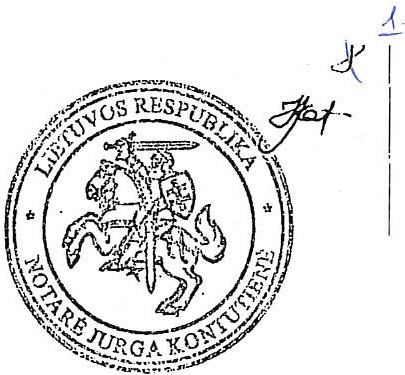 1.
LIETUVOS RESPUBLIKA
NOTARĖ JURGA KONTUTIENĖ